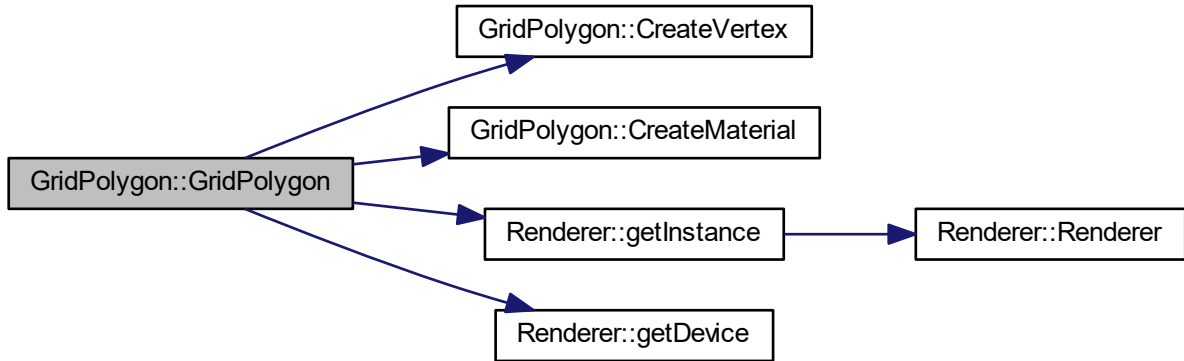 GridPolygon::CreateVertex
GridPolygon::CreateMaterial
GridPolygon::GridPolygon
Renderer::getInstance
Renderer::Renderer
Renderer::getDevice